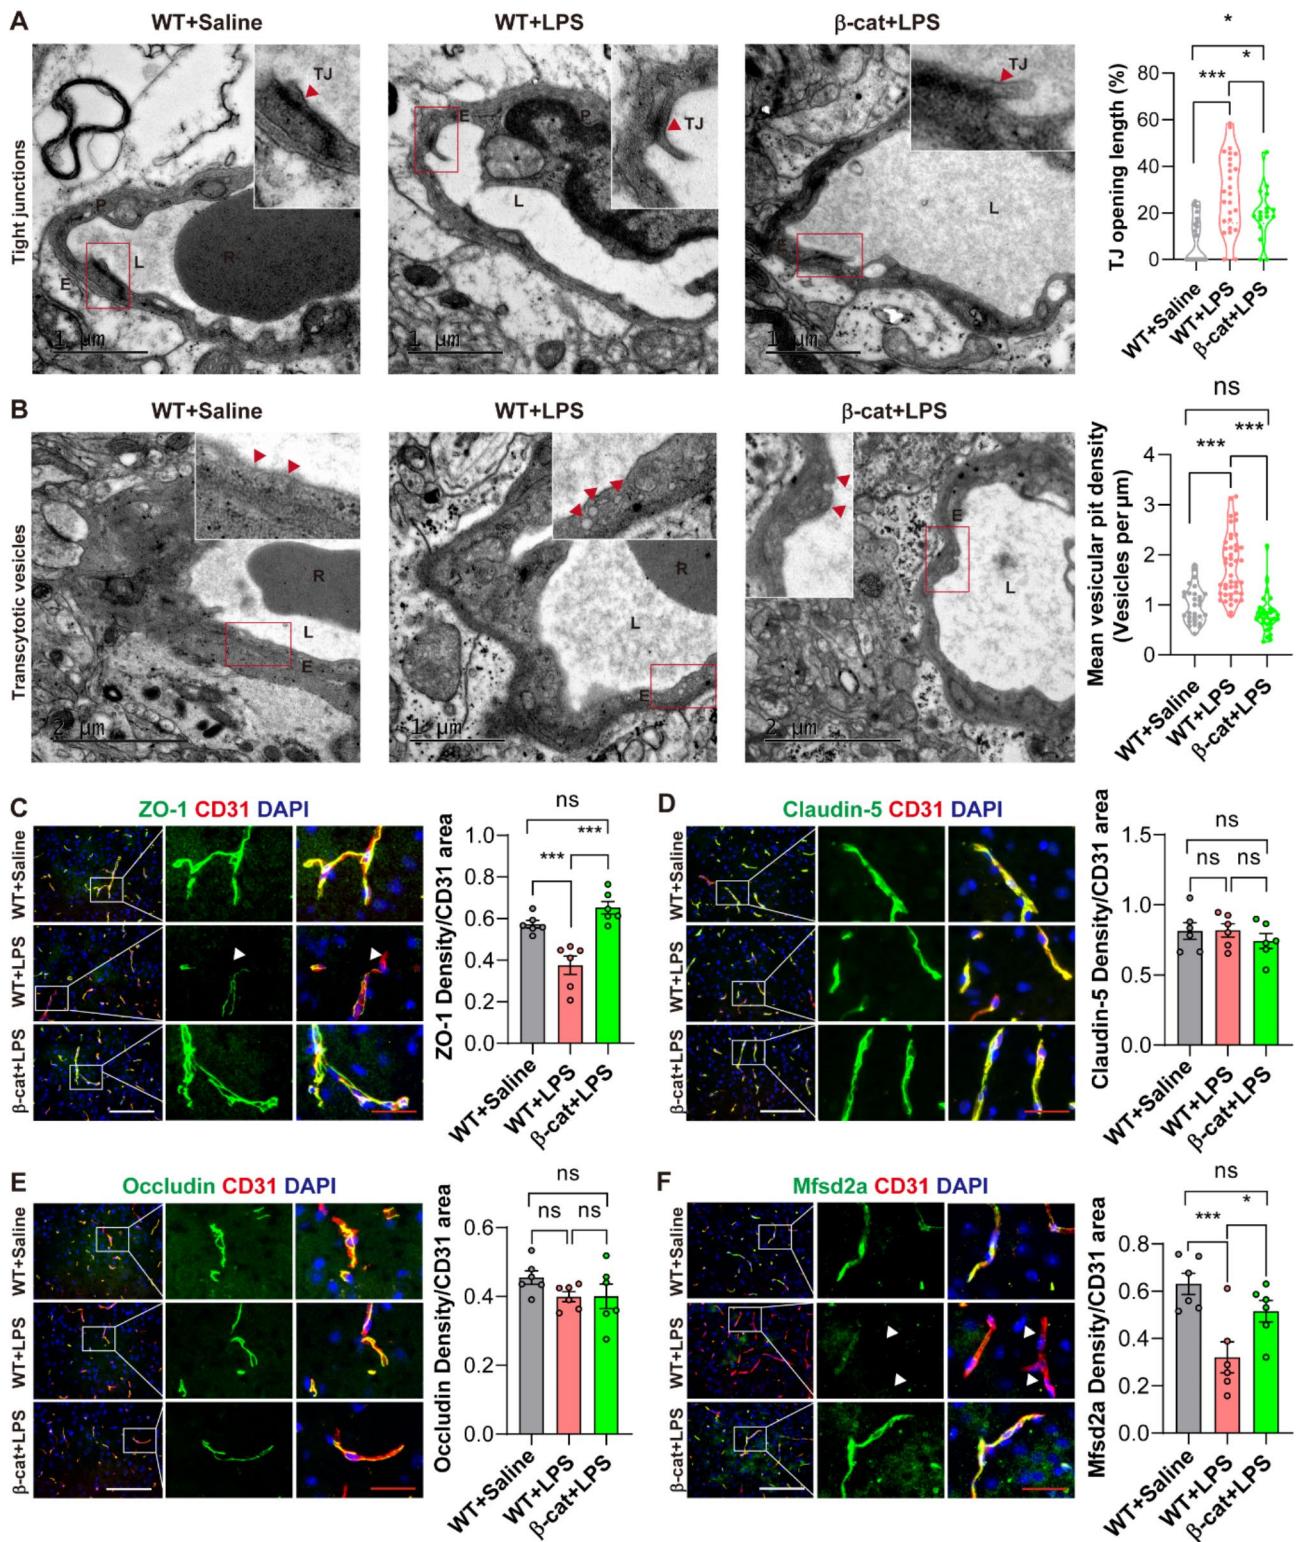 A
WT+Saline
WT+LPS
β-cat+LPS
Tight junctions
TJ
P
L
R
E
1 µm
TJ
E
P
L
1 µm
TJ
L
E
1 µm
*
*
***
TJ opening length (%)
80
60
40
20
0
WT+Saline
WT+LPS
β-cat+LPS
B
WT+Saline
WT+LPS
β-cat+LPS
Transcytotic vesicles
R
L
E
2 µm
R
L
E
1 µm
E
L
2 µm
ns
***
***
Mean vesicular pit density
(Vesicles per µm)
4
3
2
1
0
WT+Saline
WT+LPS
β-cat+LPS
C
ZO-1 CD31 DAPI
WT+Saline
WT+LPS
β-cat+LPS
ns
***
***
ZO-1 Density/CD31 area
1.0
0.8
0.6
0.4
0.2
0.0
WT+Saline
WT+LPS
β-cat+LPS
D
Claudin-5 CD31 DAPI
WT+Saline
WT+LPS
β-cat+LPS
ns
ns
ns
Claudin-5 Density/CD31 area
1.5
1.0
0.5
0.0
WT+Saline
WT+LPS
β-cat+LPS
E
Occludin CD31 DAPI
WT+Saline
WT+LPS
β-cat+LPS
ns
ns
ns
Occludin Density/CD31 area
0.6
0.4
0.2
0.0
WT+Saline
WT+LPS
β-cat+LPS
F
Mfsd2a CD31 DAPI
WT+Saline
WT+LPS
β-cat+LPS
ns
*
***
Mfsd2a Density/CD31 area
0.8
0.6
0.4
0.2
0.0
WT+Saline
WT+LPS
β-cat+LPS